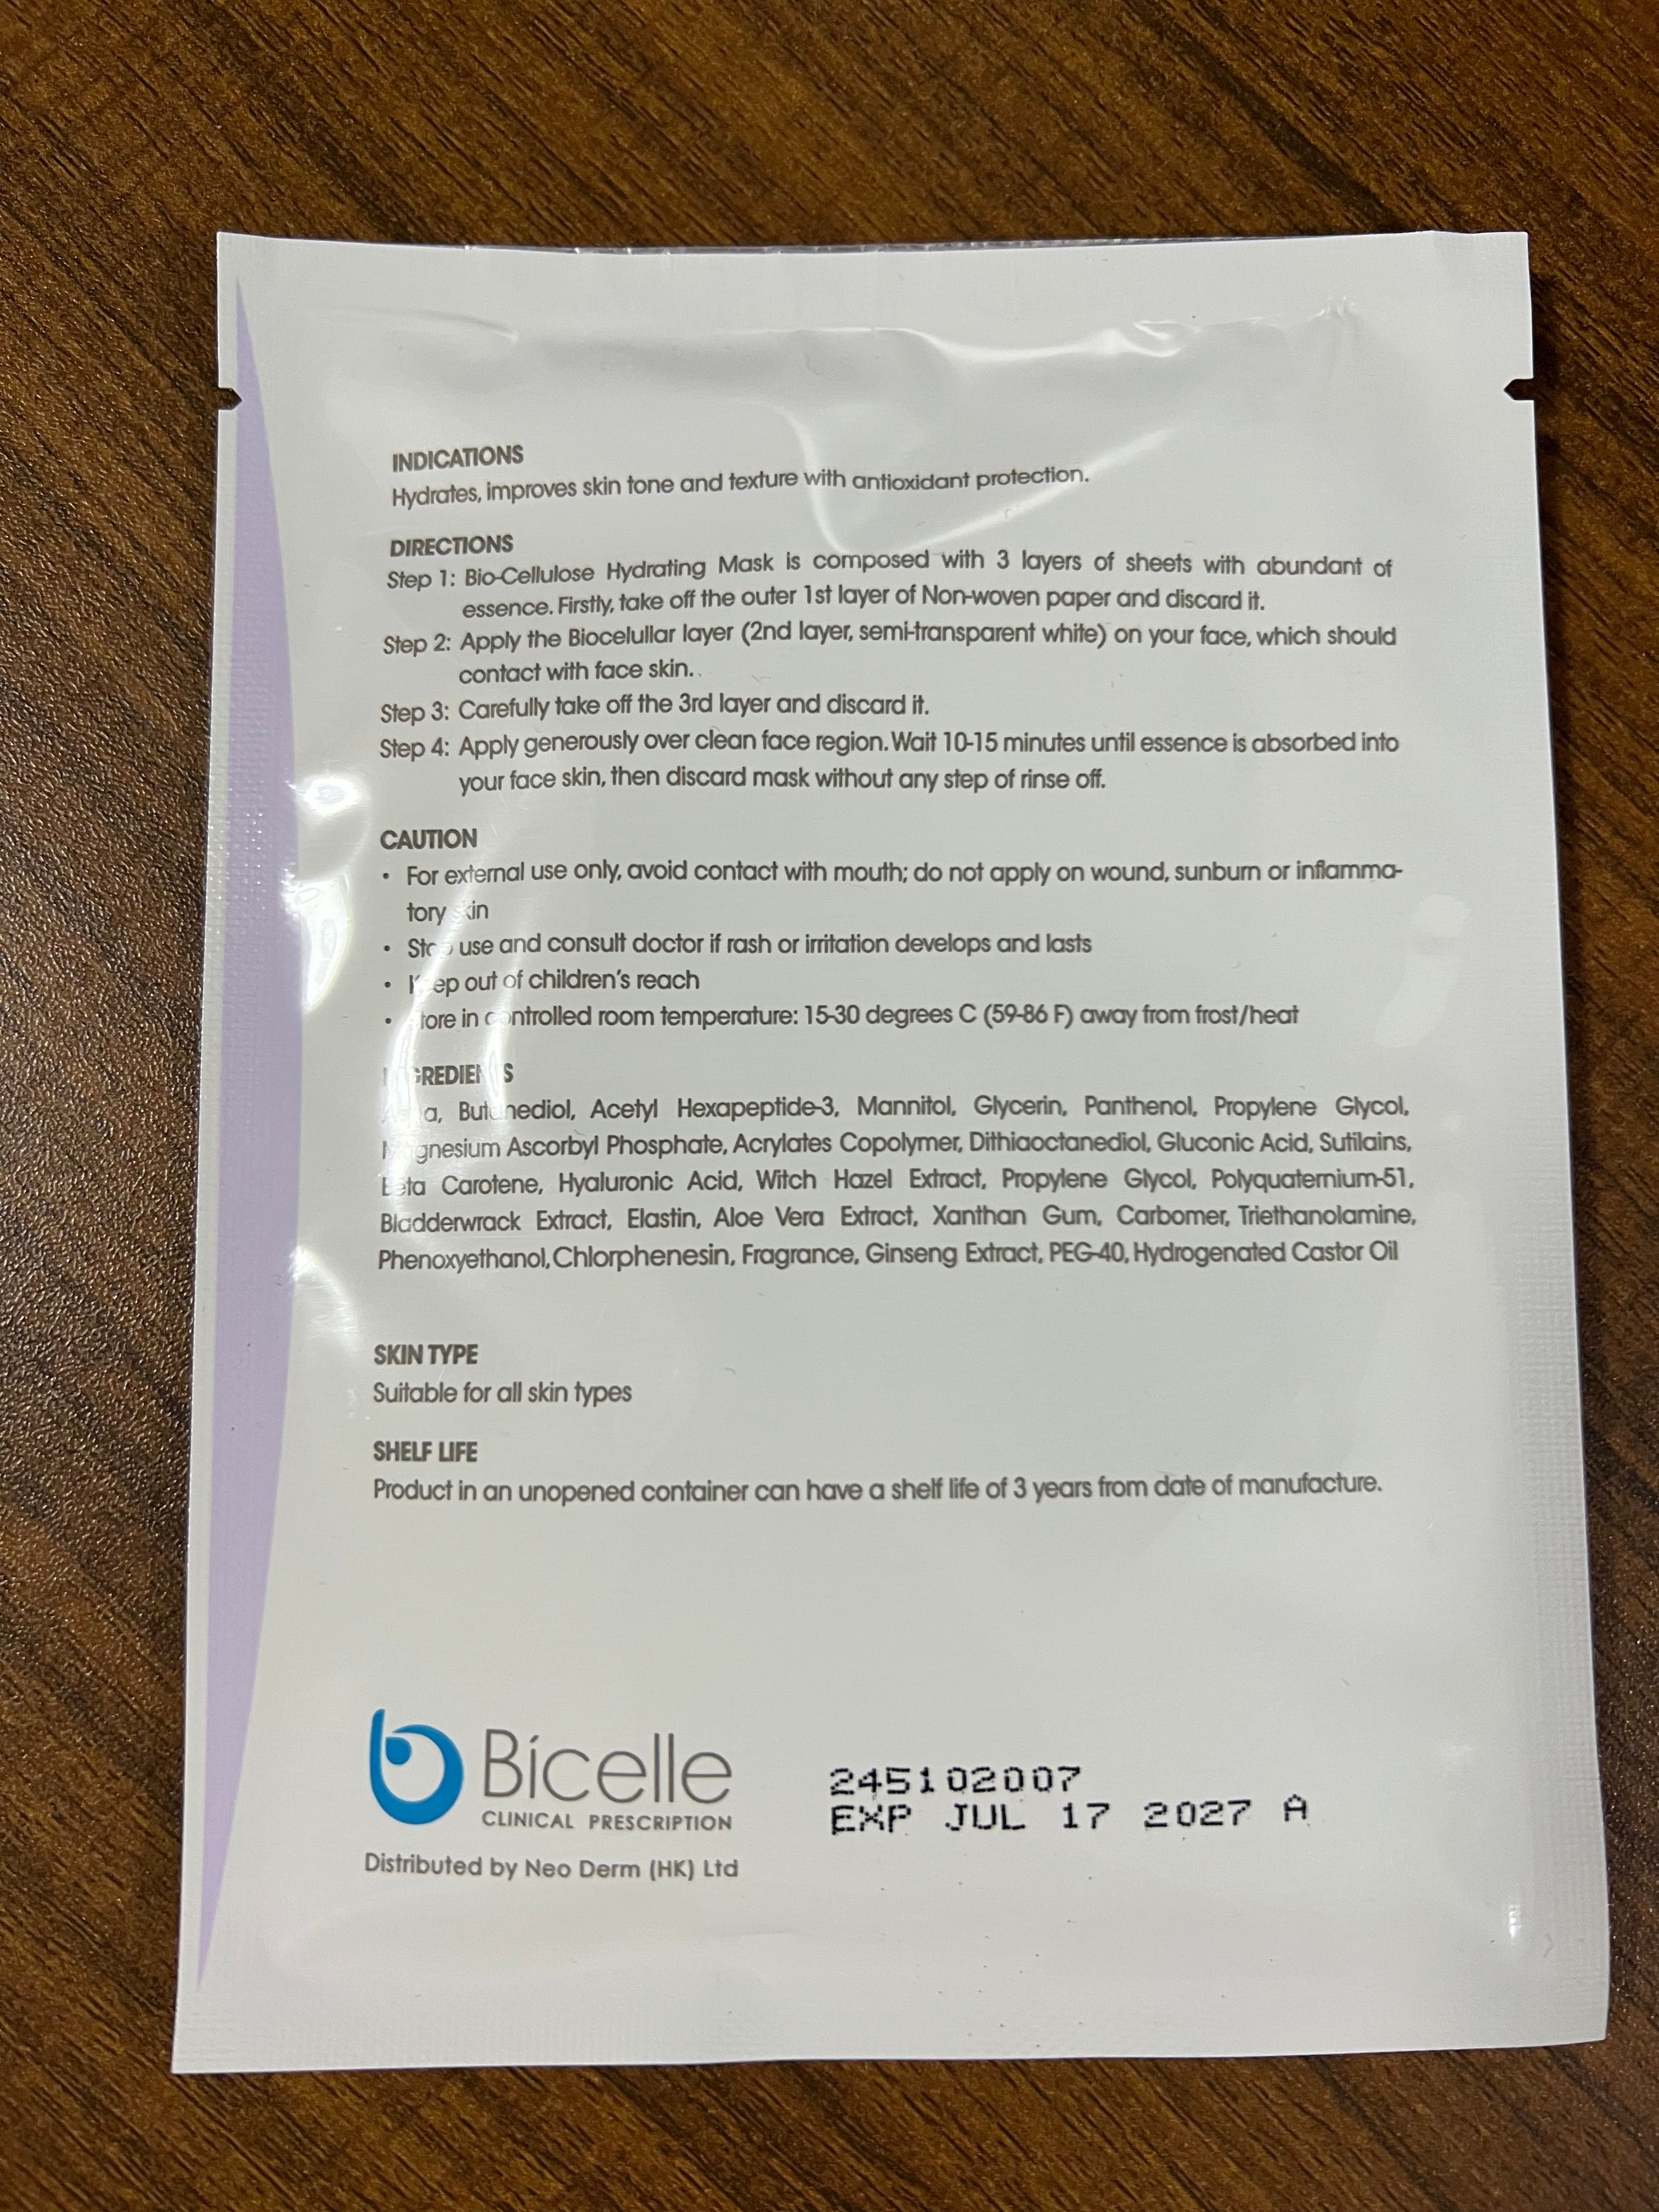 INDICATIONS
Hydrates, improves skin tone and texture with antioxidant protection.
DIRECTIONS
Step 1: Bio-Cellulose Hydrating Mask is composed with 3 layers of sheets with abundant of
essence. Firstly, take off the outer 1st layer of Non-woven paper and discard it.
Step 2: Apply the Biocelullar layer (2nd layer, semi-transparent white) on your face, which should
contact with face skin..
Step 3: Carefully take off the 3rd layer and discard it.
Step 4: Apply generously over clean face region. Wait 10-15 minutes until essence is absorbed into
your face skin, then discard mask without any step of rinse off.
CAUTION
• For external use only, avoid contact with mouth; do not apply on wound, sunburn or inflamma-
tory skin
• Stop use and consult doctor if rash or irritation develops and lasts
• Keep out of children's reach
• Store in controlled room temperature: 15-30 degrees C (59-86 F) away from frost/heat
INGREDIENTS
Aqua, Butanediol, Acetyl Hexapeptide-3, Mannitol, Glycerin, Panthenol, Propylene Glycol,
Magnesium Ascorbyl Phosphate, Acrylates Copolymer, Dithiaoctanediol, Gluconic Acid, Sutilains,
Beta Carotene, Hyaluronic Acid, Witch Hazel Extract, Propylene Glycol, Polyquaternium-51,
Bladderwrack Extract, Elastin, Aloe Vera Extract, Xanthan Gum, Carbomer, Triethanolamine,
Phenoxyethanol, Chlorphenesin, Fragrance, Ginseng Extract, PEG-40, Hydrogenated Castor Oil
SKIN TYPE
Suitable for all skin types
SHELF LIFE
Product in an unopened container can have a shelf life of 3 years from date of manufacture.
Bicelle
CLINICAL PRESCRIPTION
Distributed by Neo Derm (HK) Ltd
245102007
EXP JUL 17 2027 A